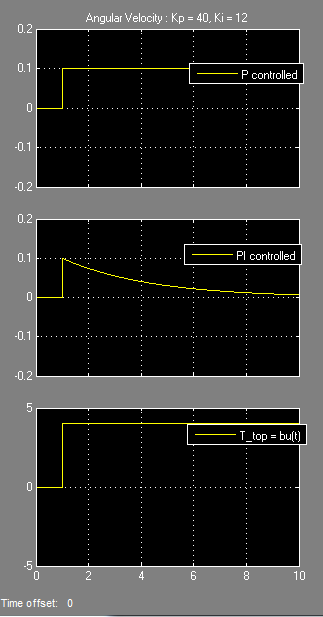 Angular Velocity : Kp = 40, Ki = 12
0.2
P controlled
0.1
0
-0.1
-0.2
0.2
PI controlled
0.1
0
-0.1
-0.2
5
T_top = bu(t)
0
-5
0 2 4 6 8 10
Time offset: 0